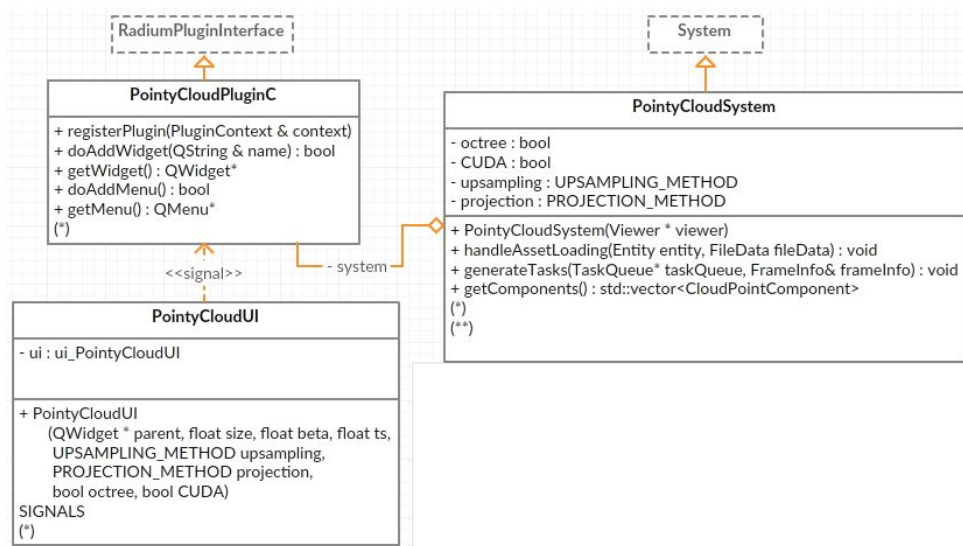 RadiumPluginInterface
PointyCloudPluginC
+ registerPlugin(PluginContext & context)
+ doAddWidget(QString & name) : bool
+ getWidget() : QWidget*
+ doAddMenu() : bool
+ getMenu() : QMenu*
(*)
<<signal>>
- system
PointyCloudUI
- ui : ui_PointyCloudUI
+ PointyCloudUI
(QWidget * parent, float size, float beta, float ts,
UPSAMPLING_METHOD upsampling,
PROJECTION_METHOD projection,
bool octree, bool CUDA)
SIGNALS
(*)
System
PointyCloudSystem
- octree : bool
- CUDA : bool
- upsampling : UPSAMPLING_METHOD
- projection : PROJECTION_METHOD
+ PointyCloudSystem(Viewer * viewer)
+ handleAssetLoading(Entity entity, FileData fileData) : void
+ generateTasks(TaskQueue* taskQueue, FrameInfo& frameInfo) : void
+ getComponents() : std::vector<CloudPointComponent>
(*)
(**)